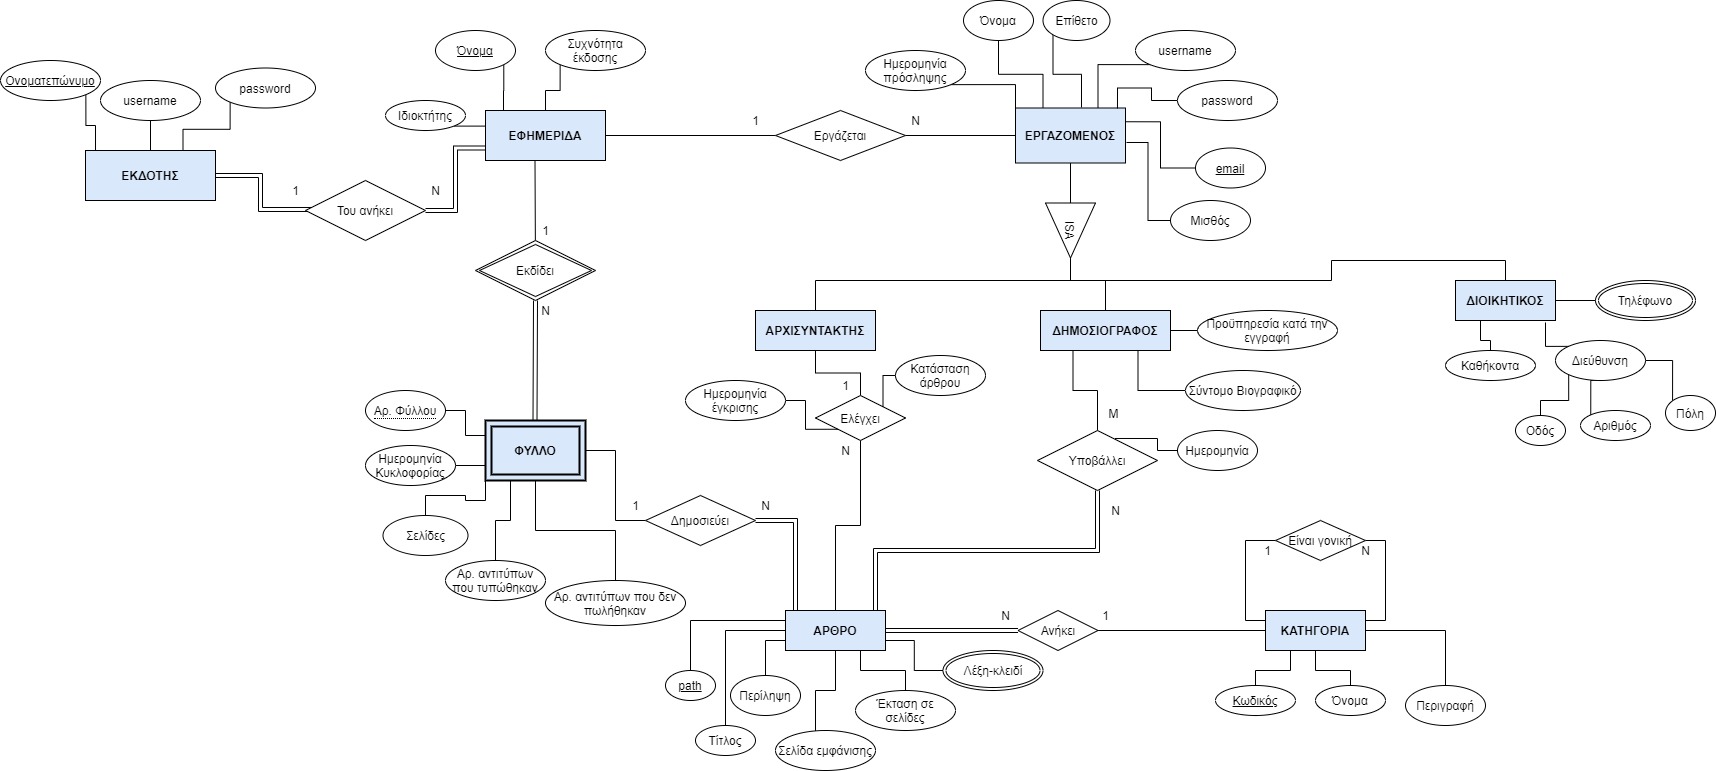 Όνομα
Επίθετο
Όνομα
Συχνότητα
έκδοσης
username
Ημερομηνία
πρόσληψης
Ονοματεπώνυμο
username
password
password
Ιδιοκτήτης
ΕΦΗΜΕΡΙΔΑ
1
Εργάζεται
N
ΕΡΓΑΖΟΜΕΝΟΣ
email
ΕΚΔΟΤΗΣ
1
N
Του ανήκει
Μισθός
ISA
1
Εκδίδει
N
ΔΙΟΙΚΗΤΙΚΟΣ
Τηλέφωνο
ΑΡΧΙΣΥΝΤΑΚΤΗΣ
ΔΗΜΟΣΙΟΓΡΑΦΟΣ
Προϋπηρεσία κατά την
εγγραφή
Καθήκοντα
Διεύθυνση
Κατάσταση
άρθρου
Ημερομηνία
έγκρισης
1
Ελέγχει
N
Σύντομο Βιογραφικό
Οδός
Αριθμός
Πόλη
Αρ. Φύλλου
M
Υποβάλλει
N
Ημερομηνία
ΦΥΛΛΟ
Ημερομηνία
Κυκλοφορίας
Σελίδες
1
Δημοσιεύει
N
1
Είναι γονική
N
Αρ. αντιτύπων
που τυπώθηκαν
Αρ. αντιτύπων που δεν
πωλήθηκαν
ΑΡΘΡΟ
N
Ανήκει
1
ΚΑΤΗΓΟΡΙΑ
path
Περίληψη
Λέξη-κλειδί
Έκταση σε
σελίδες
Τίτλος
Σελίδα εμφάνισης
Κωδικός
Όνομα
Περιγραφή